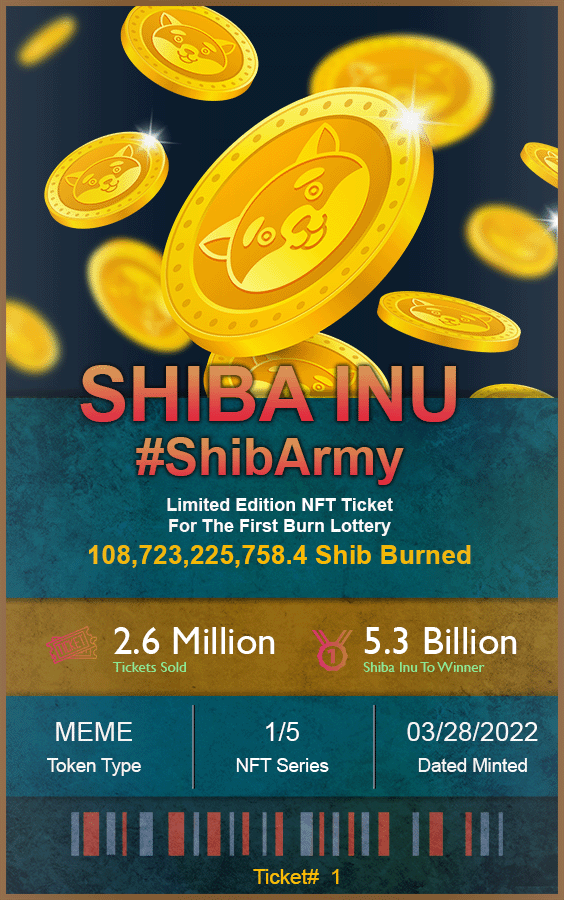 SHIBA INU
#ShibArmy
Limited Edition NFT Ticket
For The First Burn Lottery
108,723,225,758.4 Shib Burned
2.6 Million
Tickets Sold
5.3 Billion
Shiba Inu To Winner
MEME
Token Type
1/5
NFT Series
03/28/2022
Dated Minted
Ticket# 1